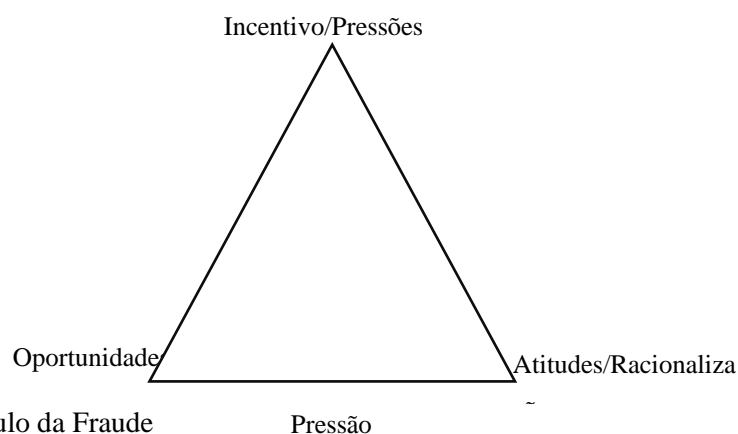 Incentivo/Pressões
Oportunidade
Atitudes/Racionaliza
ulo da Fraude
Pressão